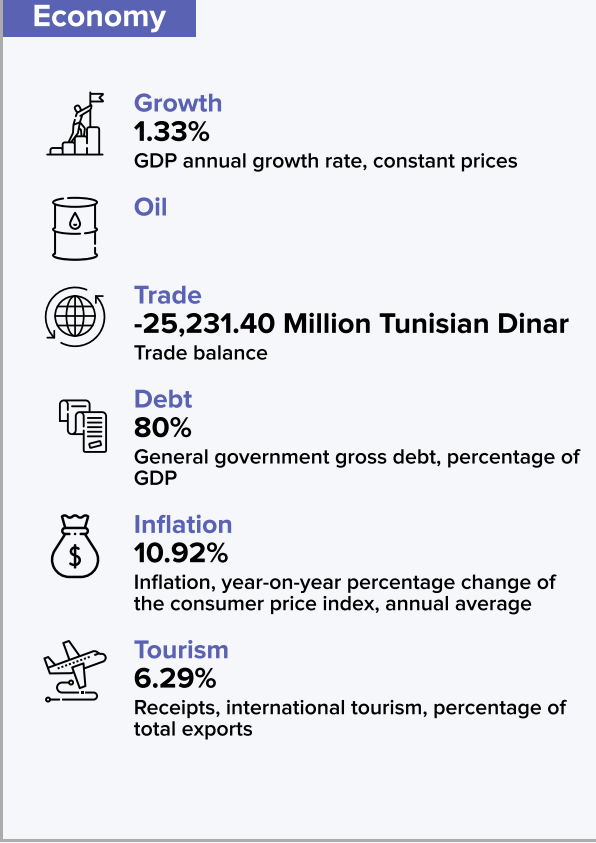 Economy
Growth
1.33%
GDP annual growth rate, constant prices
Oil
Trade
-25,231.40 Million Tunisian Dinar
Trade balance
Debt
80%
General government gross debt, percentage of
GDP
Inflation
10.92%
Inflation, year-on-year percentage change of
the consumer price index, annual average
Tourism
6.29%
Receipts, international tourism, percentage of
total exports